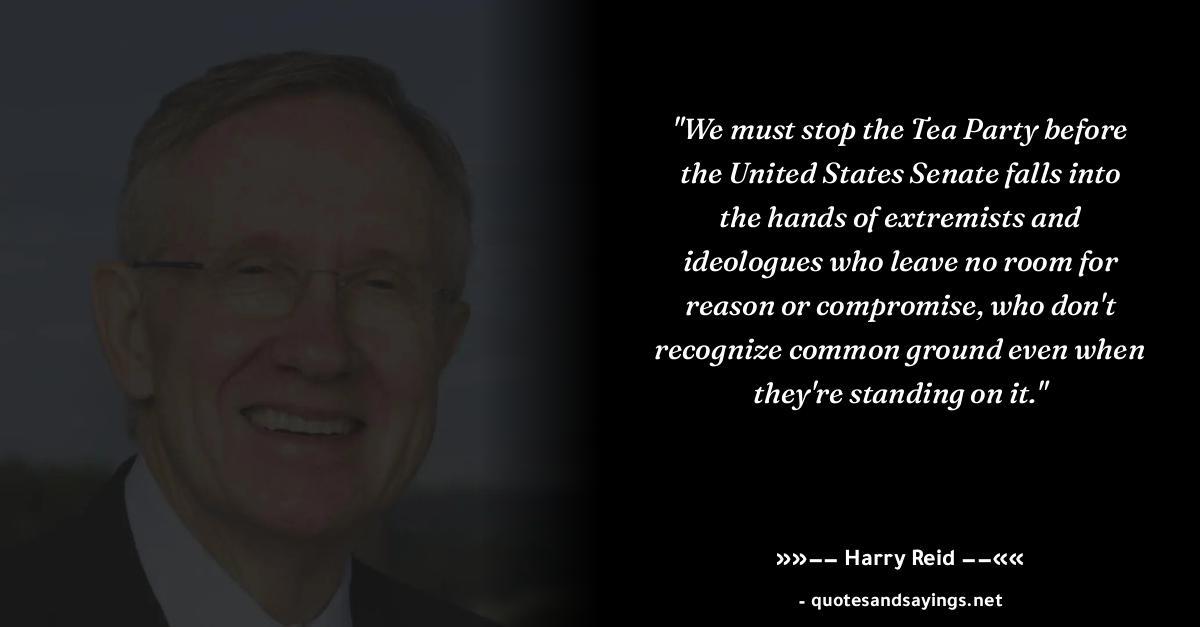 "We must stop the Tea Party before
the United States Senate falls into
the hands of extremists and
ideologues who leave no room for
reason or compromise, who don't
recognize common ground even when
they're standing on it."
»»–– Harry Reid ––««
- quotesandsayings.net